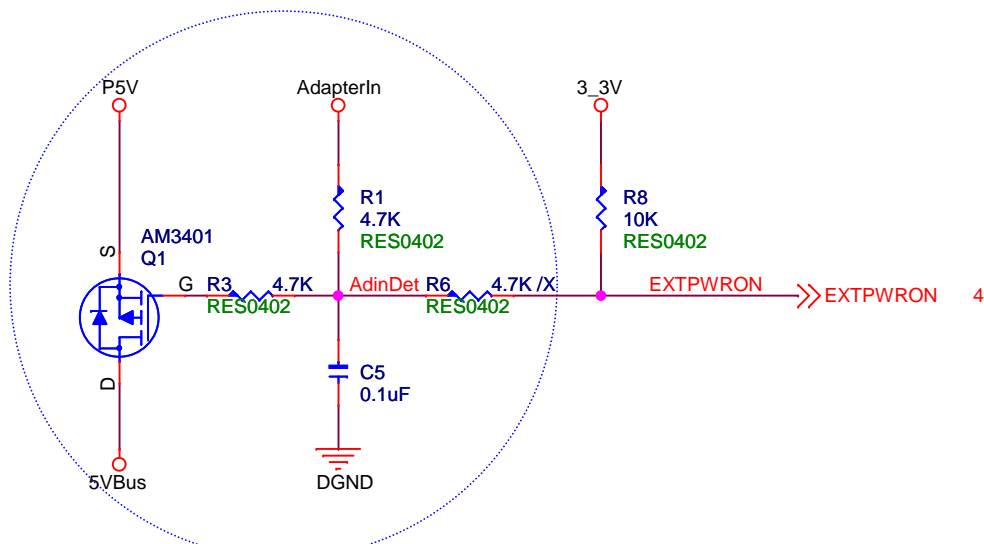 P5V
AdapterIn
3_3V
R1
4.7K
RES0402
R8
10K
RES0402
AM3401
Q1
S
G
R3
4.7K
RES0402
AdinDet
R6
4.7K /X
RES0402
EXTPWRON
EXTPWRON
4
D
C5
0.1uF
5VBus
DGND